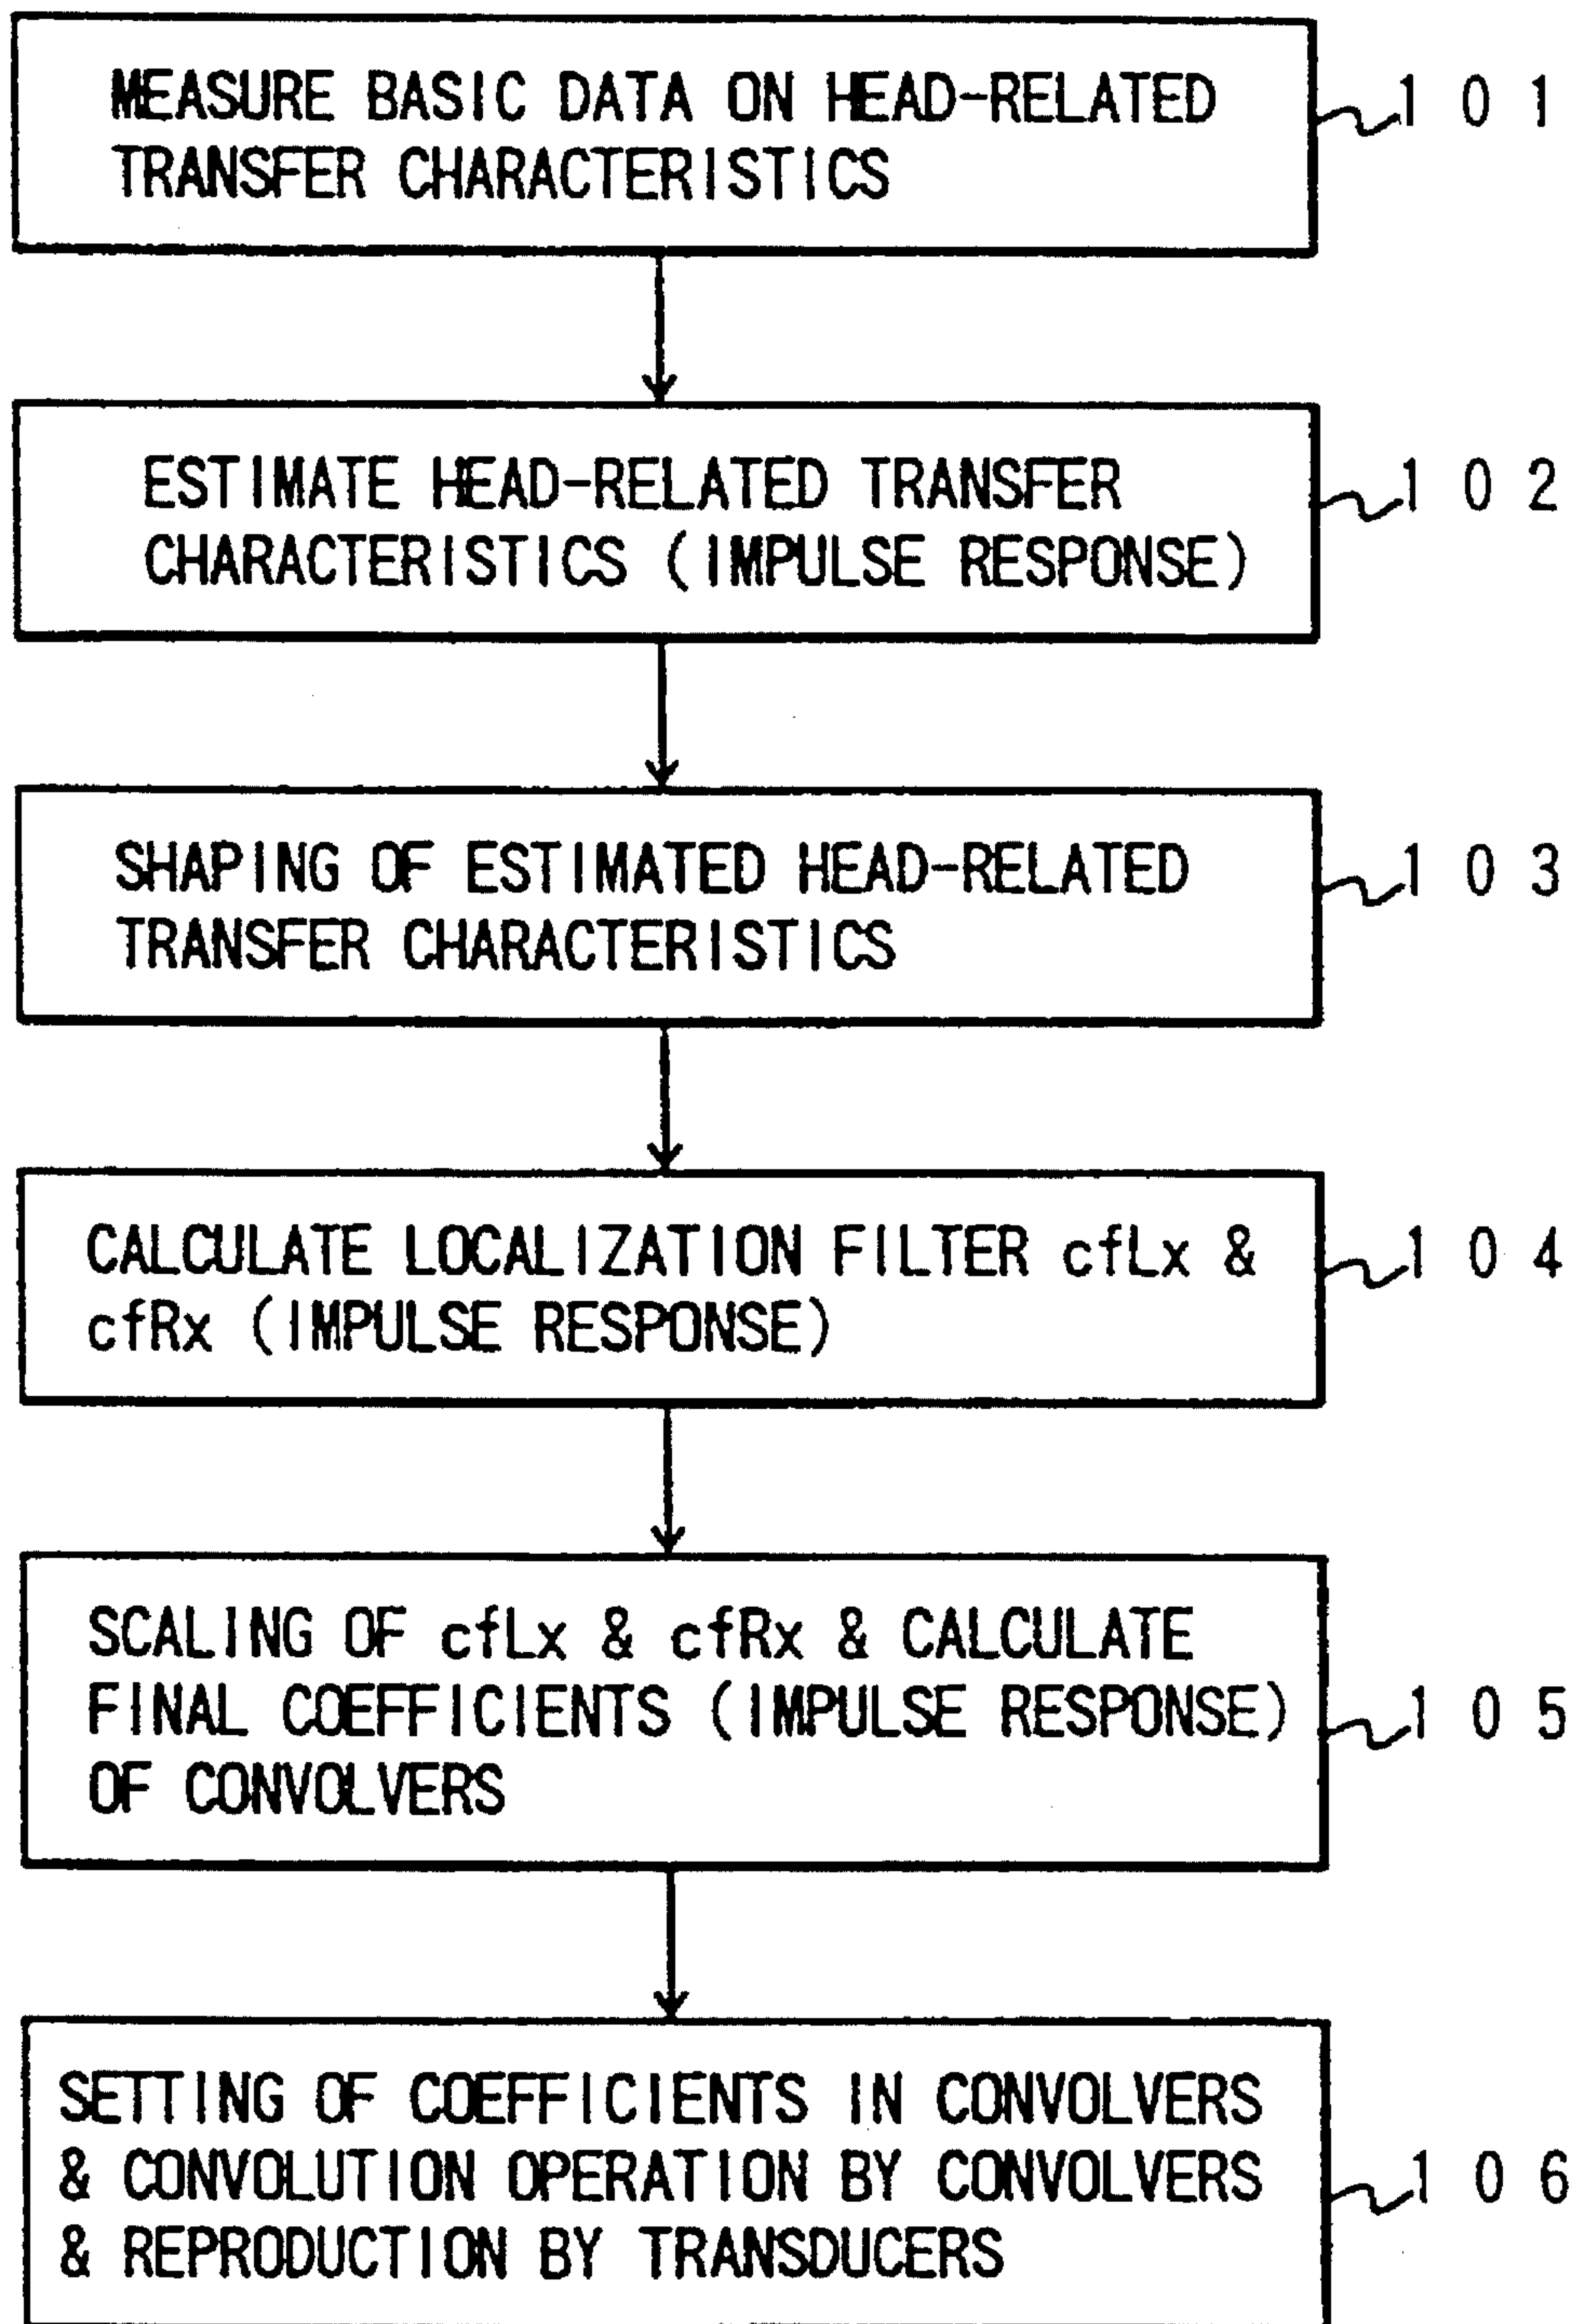 MEASURE BASIC DATA ON HEAD-RELATED
TRANSFER CHARACTERISTICS
101
ESTIMATE HEAD-RELATED TRANSFER
CHARACTERISTICS (IMPULSE RESPONSE)
102
SHAPING OF ESTIMATED HEAD-RELATED
TRANSFER CHARACTERISTICS
103
CALCULATE LOCALIZATION FILTER cfLx &
cfRx (IMPULSE RESPONSE)
104
SCALING OF cfLx & cfRx & CALCULATE
FINAL COEFFICIENTS (IMPULSE RESPONSE)
OF CONVOLVERS
105
SETTING OF COEFFICIENTS IN CONVOLVERS
& CONVOLUTION OPERATION BY CONVOLVERS
& REPRODUCTION BY TRANSDUCERS
106